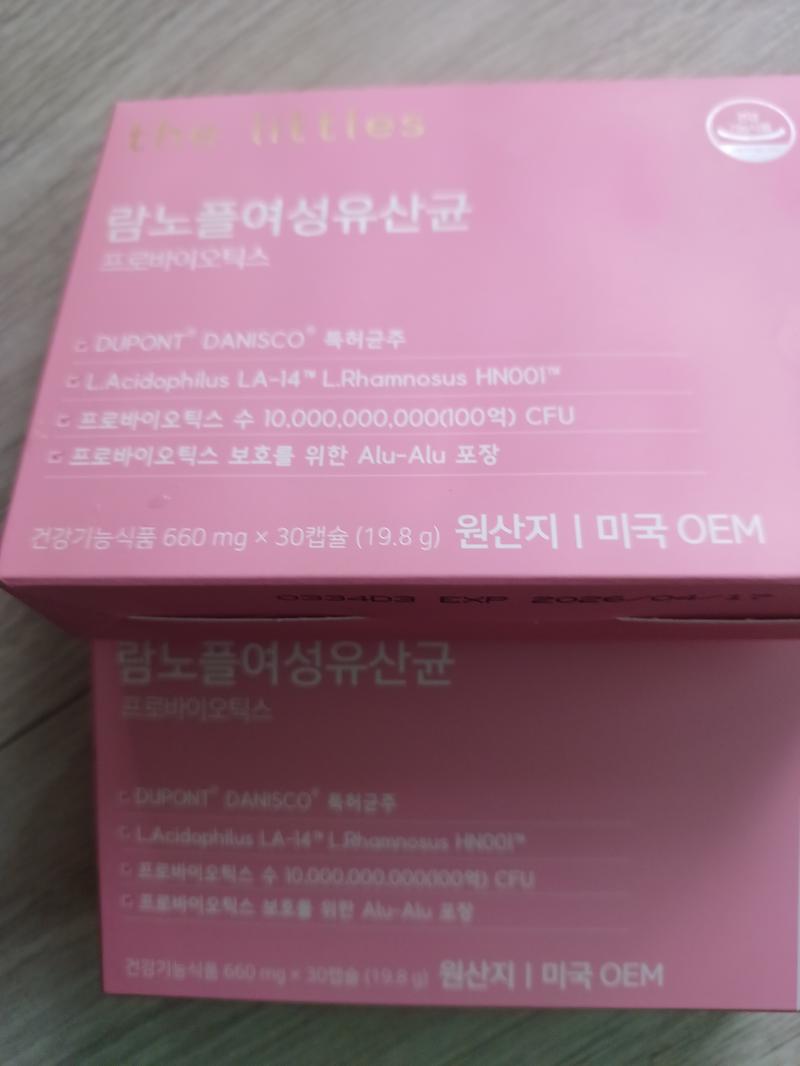 the littles
람노플여성유산균
프로바이오틱스
DUPONT® DANISCO® 특허균주
L.Acidophilus LA-14™ L.Rhamnosus HN001™
프로바이오틱스 수 10,000,000,000(100억) CFU
프로바이오틱스 보호를 위한 Alu-Alu 포장
건강기능식품 660 mg × 30캡슐 (19.8 g) 원산지 | 미국 OEM
0334D3 EXP 2026/04/17
람노플여성유산균
프로바이오틱스
DUPONT® DANISCO® 특허균주
L.Acidophilus LA-14™ L.Rhamnosus HN001™
프로바이오틱스 수 10,000,000,000(100억) CFU
프로바이오틱스 보호를 위한 Alu-Alu 포장
건강기능식품 660 mg × 30캡슐 (19.8 g) 원산지 | 미국 OEM